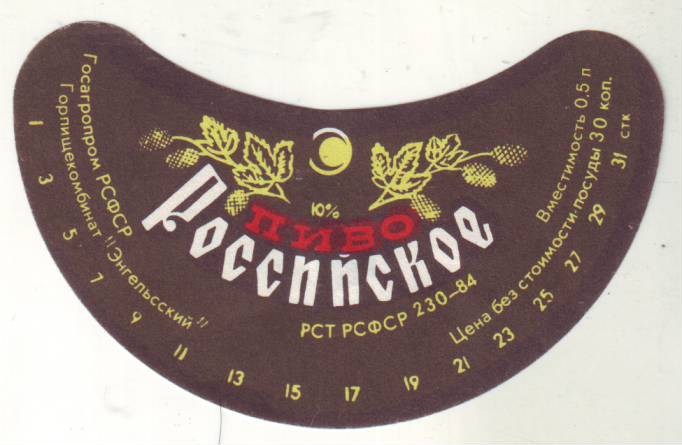 Госагропром РСФСР
Горпищекомбинат "Энгельсский"
10%
ПИВО
Российское
РСТ РСФСР 230–84
Вместимость 0,5 л
Цена без стоимости посуды 30 коп.
1 3 5 7 9 11 13 15 17 19 21 23 25 27 29 31 стк